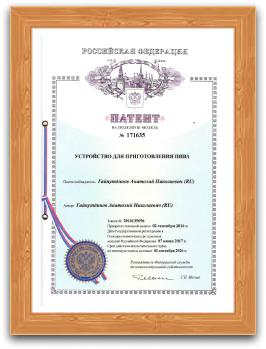 РОССИЙСКАЯ ФЕДЕРАЦИЯ
ПАТЕНТ
НА ПОЛЕЗНУЮ МОДЕЛЬ
№ 171635
УСТРОЙСТВО ДЛЯ ПРИГОТОВЛЕНИЯ ПИВА
Патентообладатель: Гайнутдинов Анатолий Николаевич (RU)
Автор: Гайнутдинов Анатолий Николаевич (RU)
Заявка № 2016135696
Приоритет полезной модели 02 сентября 2016 г.
Дата государственной регистрации в
Государственном реестре полезных
моделей Российской Федерации 07 июня 2017 г.
Срок действия исключительного права
на полезную модель истекает 02 сентября 2026 г.
Руководитель Федеральной службы
по интеллектуальной собственности
Г.П. Ивлиев